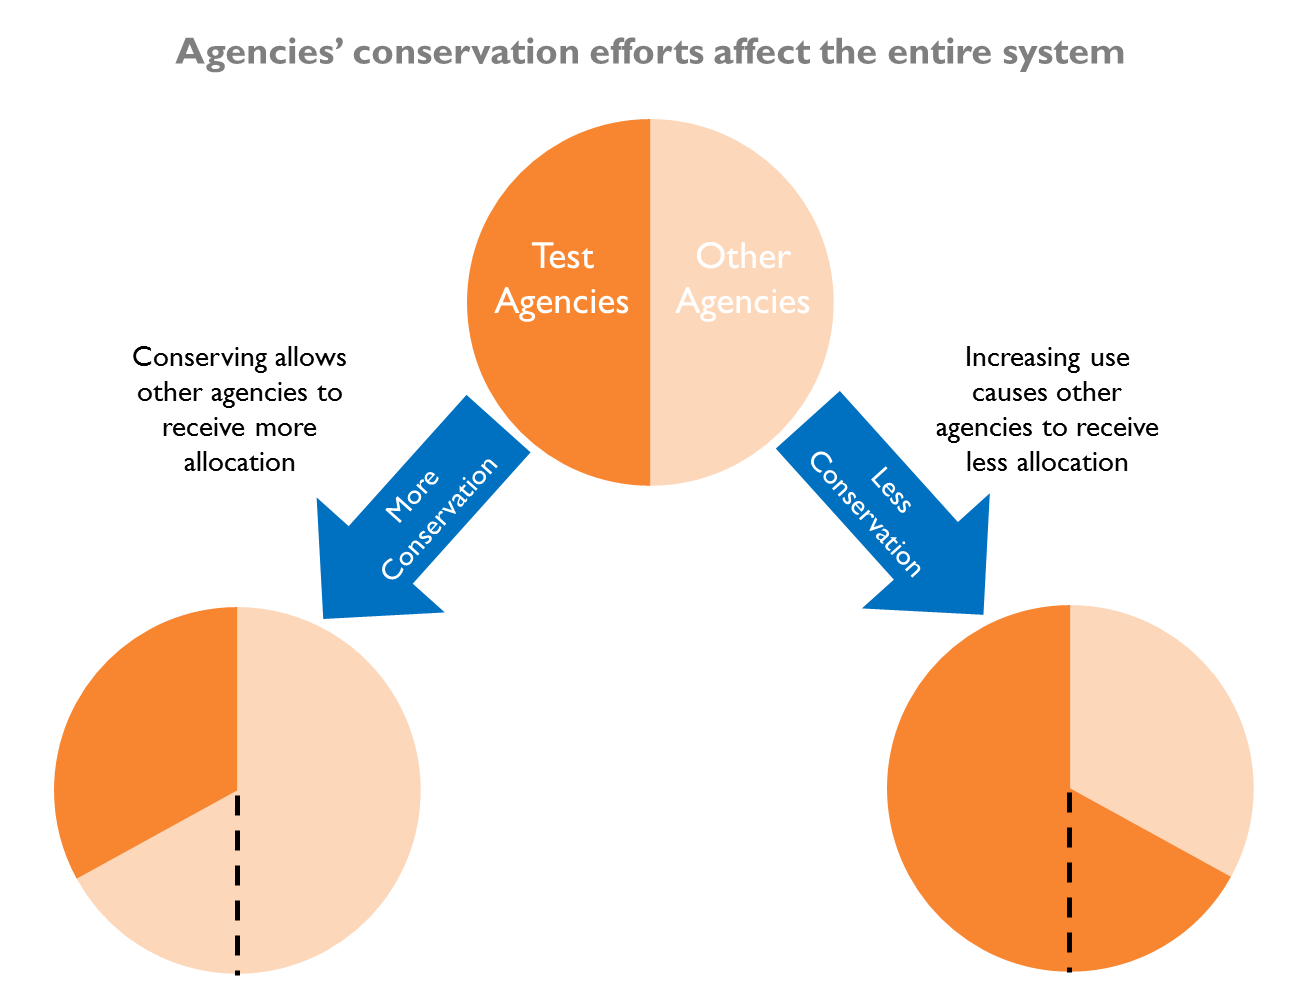 Agencies’ conservation efforts affect the entire system
Test
Agencies
Other
Agencies
Conserving allows
other agencies to
receive more
allocation
Increasing use
causes other
agencies to receive
less allocation
More
Conservation
Less
Conservation